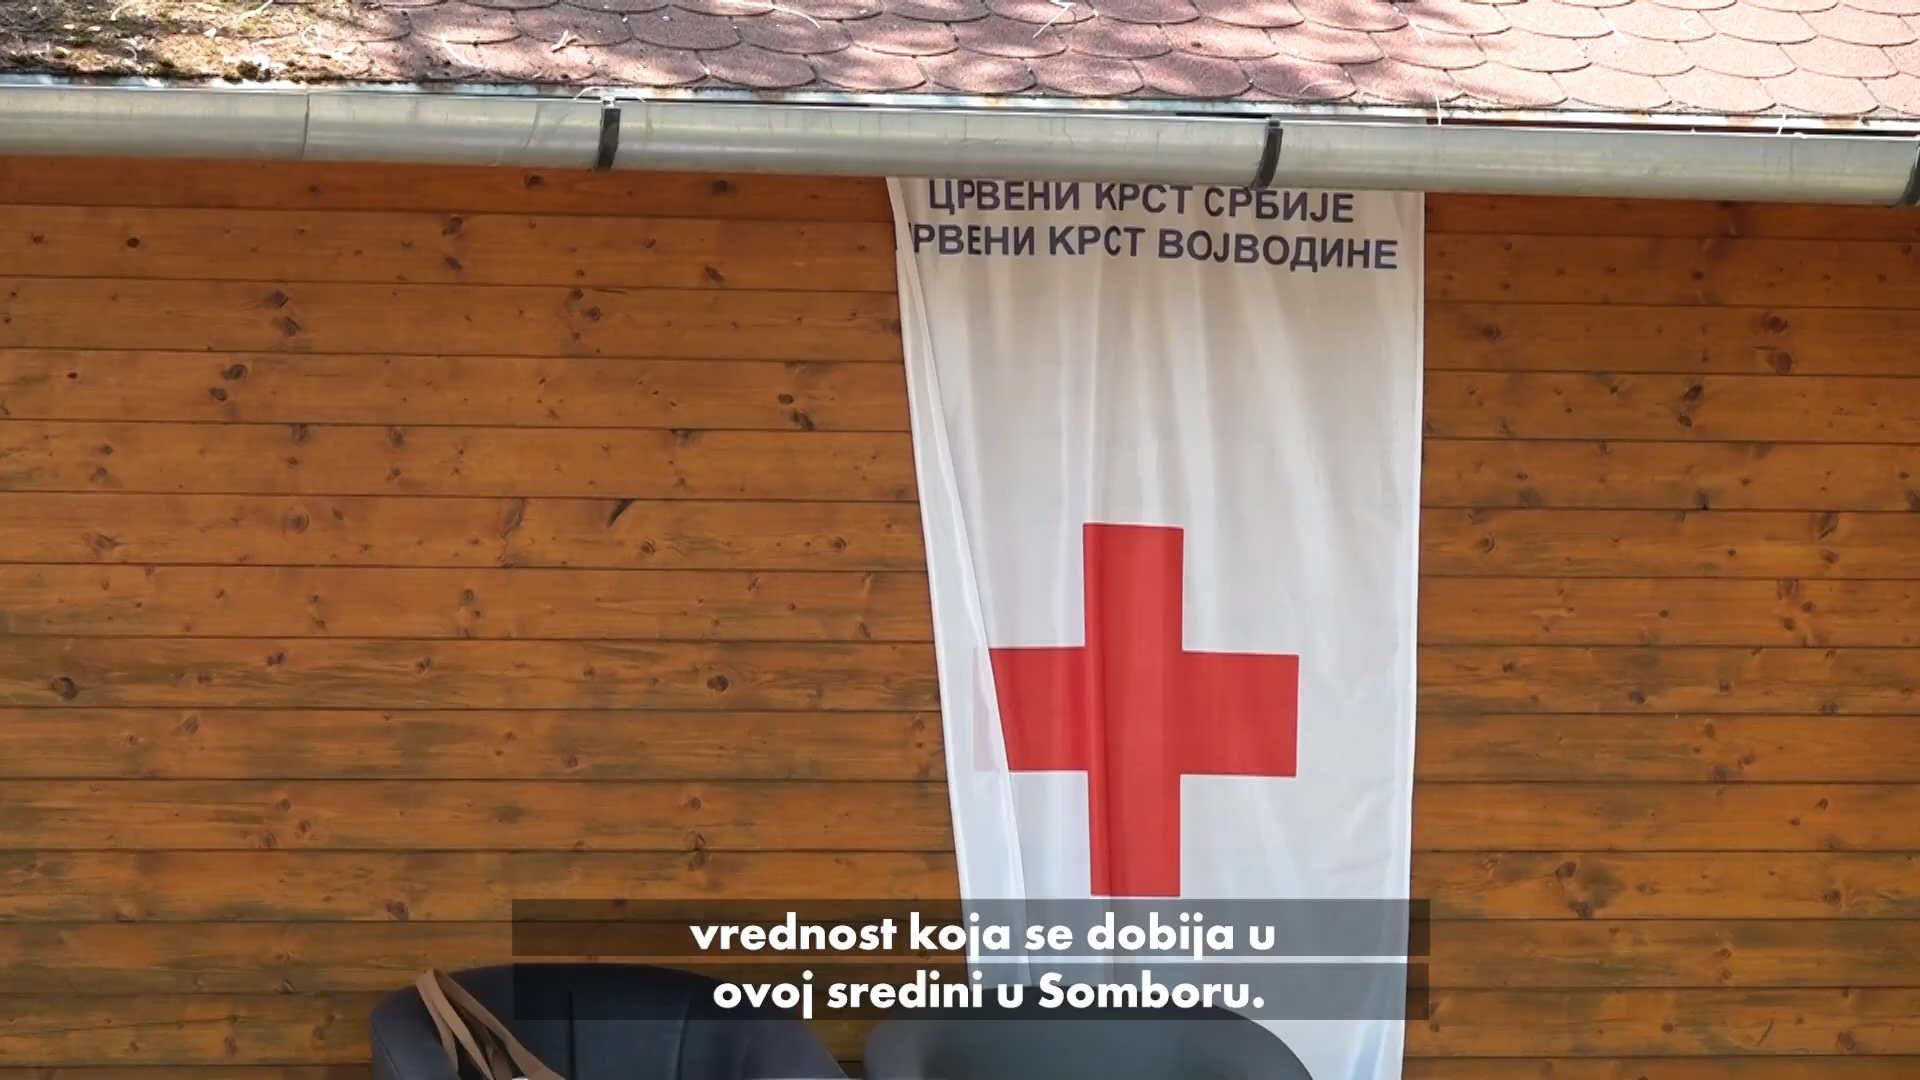 ЦРВЕНИ КРСТ СРБИЈЕ
РВЕНИ КРСТ ВОЈВОДИНЕ
vrednost koja se dobija u
ovoj sredini u Somboru.